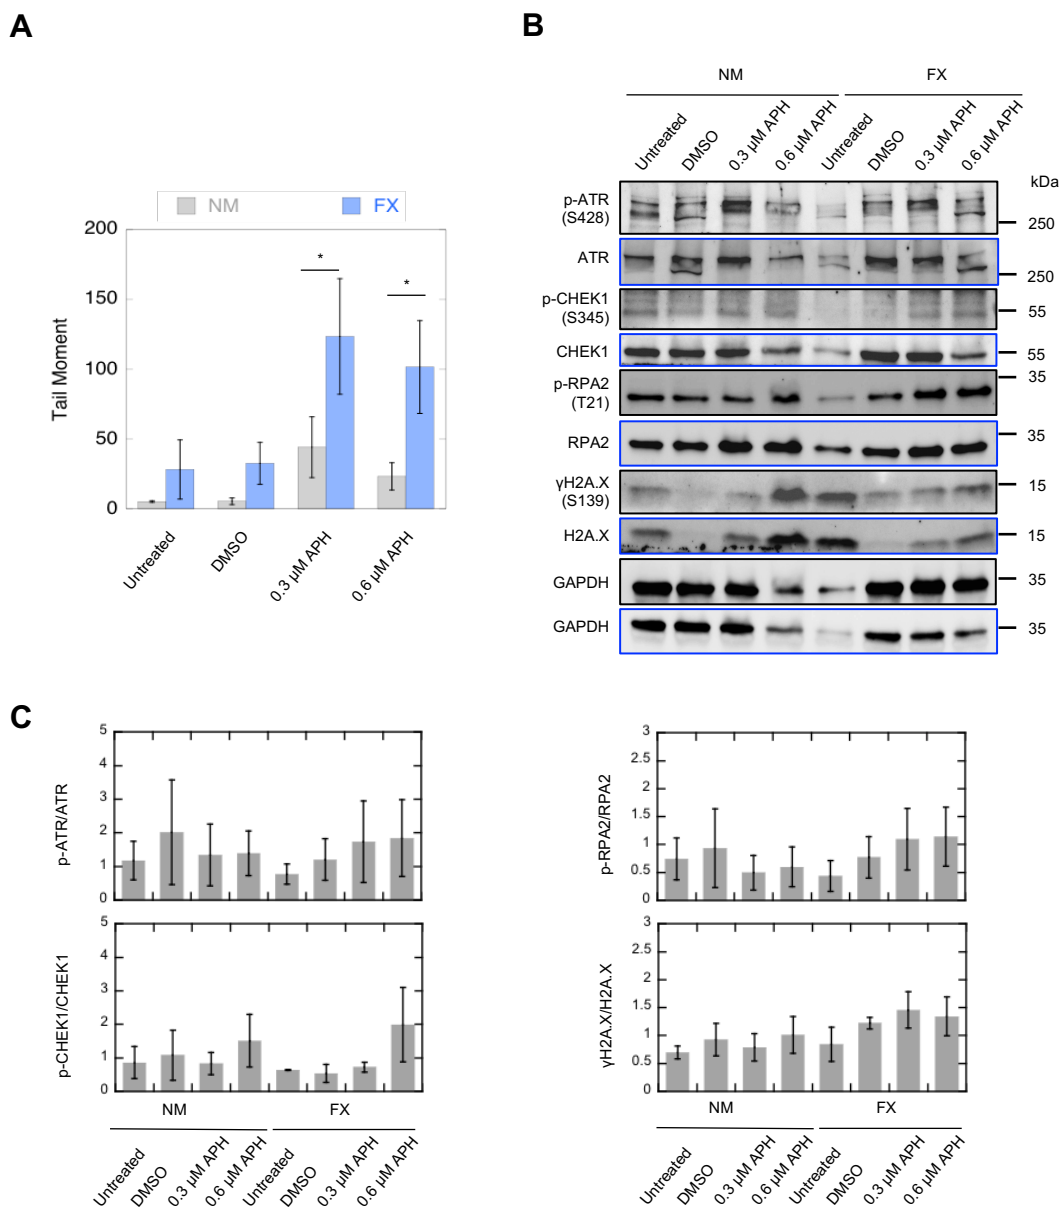 A
NM
FX
200
150
100
50
0
Tail Moment
*
*
Untreated
DMSO
0.3 µM APH
0.6 µM APH
B
NM
FX
Untreated
DMSO
0.3 µM APH
0.6 µM APH
Untreated
DMSO
0.3 µM APH
0.6 µM APH
kDa
p-ATR
(S428)
250
ATR
250
p-CHEK1
(S345)
55
CHEK1
55
p-RPA2
(T21)
35
RPA2
35
γH2A.X
(S139)
15
H2A.X
15
GAPDH
35
GAPDH
35
C
5
4
3
2
1
0
p-ATR/ATR
5
4
3
2
1
0
p-CHEK1/CHEK1
NM
FX
Untreated
DMSO
0.3 µM APH
0.6 µM APH
Untreated
DMSO
0.3 µM APH
0.6 µM APH
3
2.5
2
1.5
1
0.5
0
p-RPA2/RPA2
3
2.5
2
1.5
1
0.5
0
γH2A.X/H2A.X
NM
FX
Untreated
DMSO
0.3 µM APH
0.6 µM APH
Untreated
DMSO
0.3 µM APH
0.6 µM APH